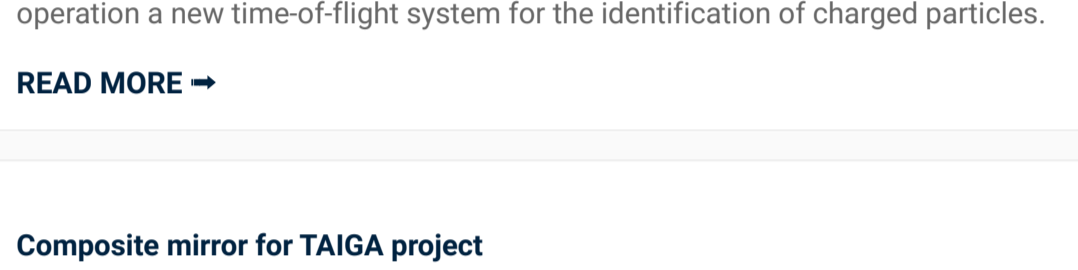 operation a new time-of-flight system for the identification of charged particles.
READ MORE ➡
Composite mirror for TAIGA project